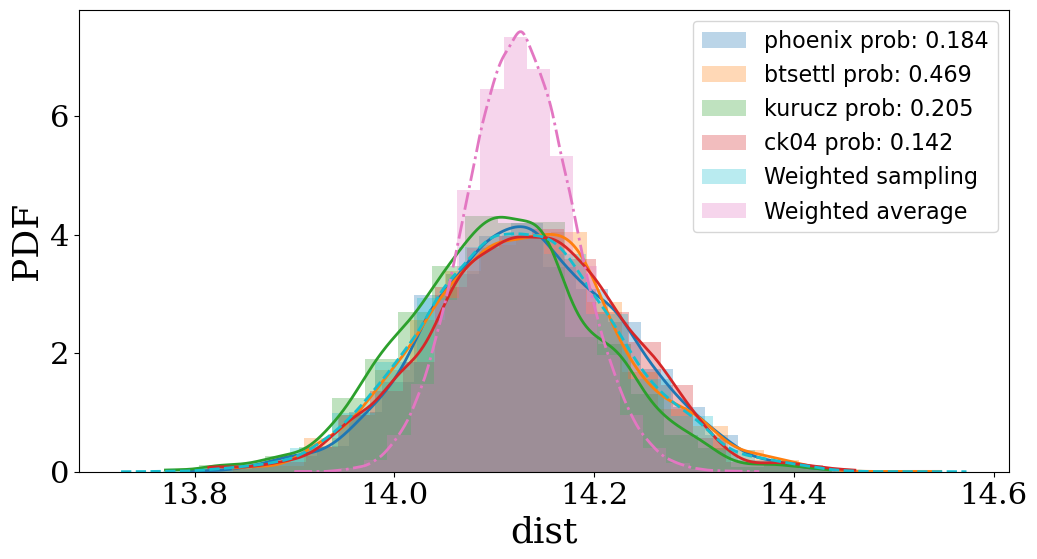 phoenix prob: 0.184
btsettl prob: 0.469
kurucz prob: 0.205
ck04 prob: 0.142
Weighted sampling
Weighted average
PDF
6
4
2
0
13.8 14.0 14.2 14.4 14.6
dist